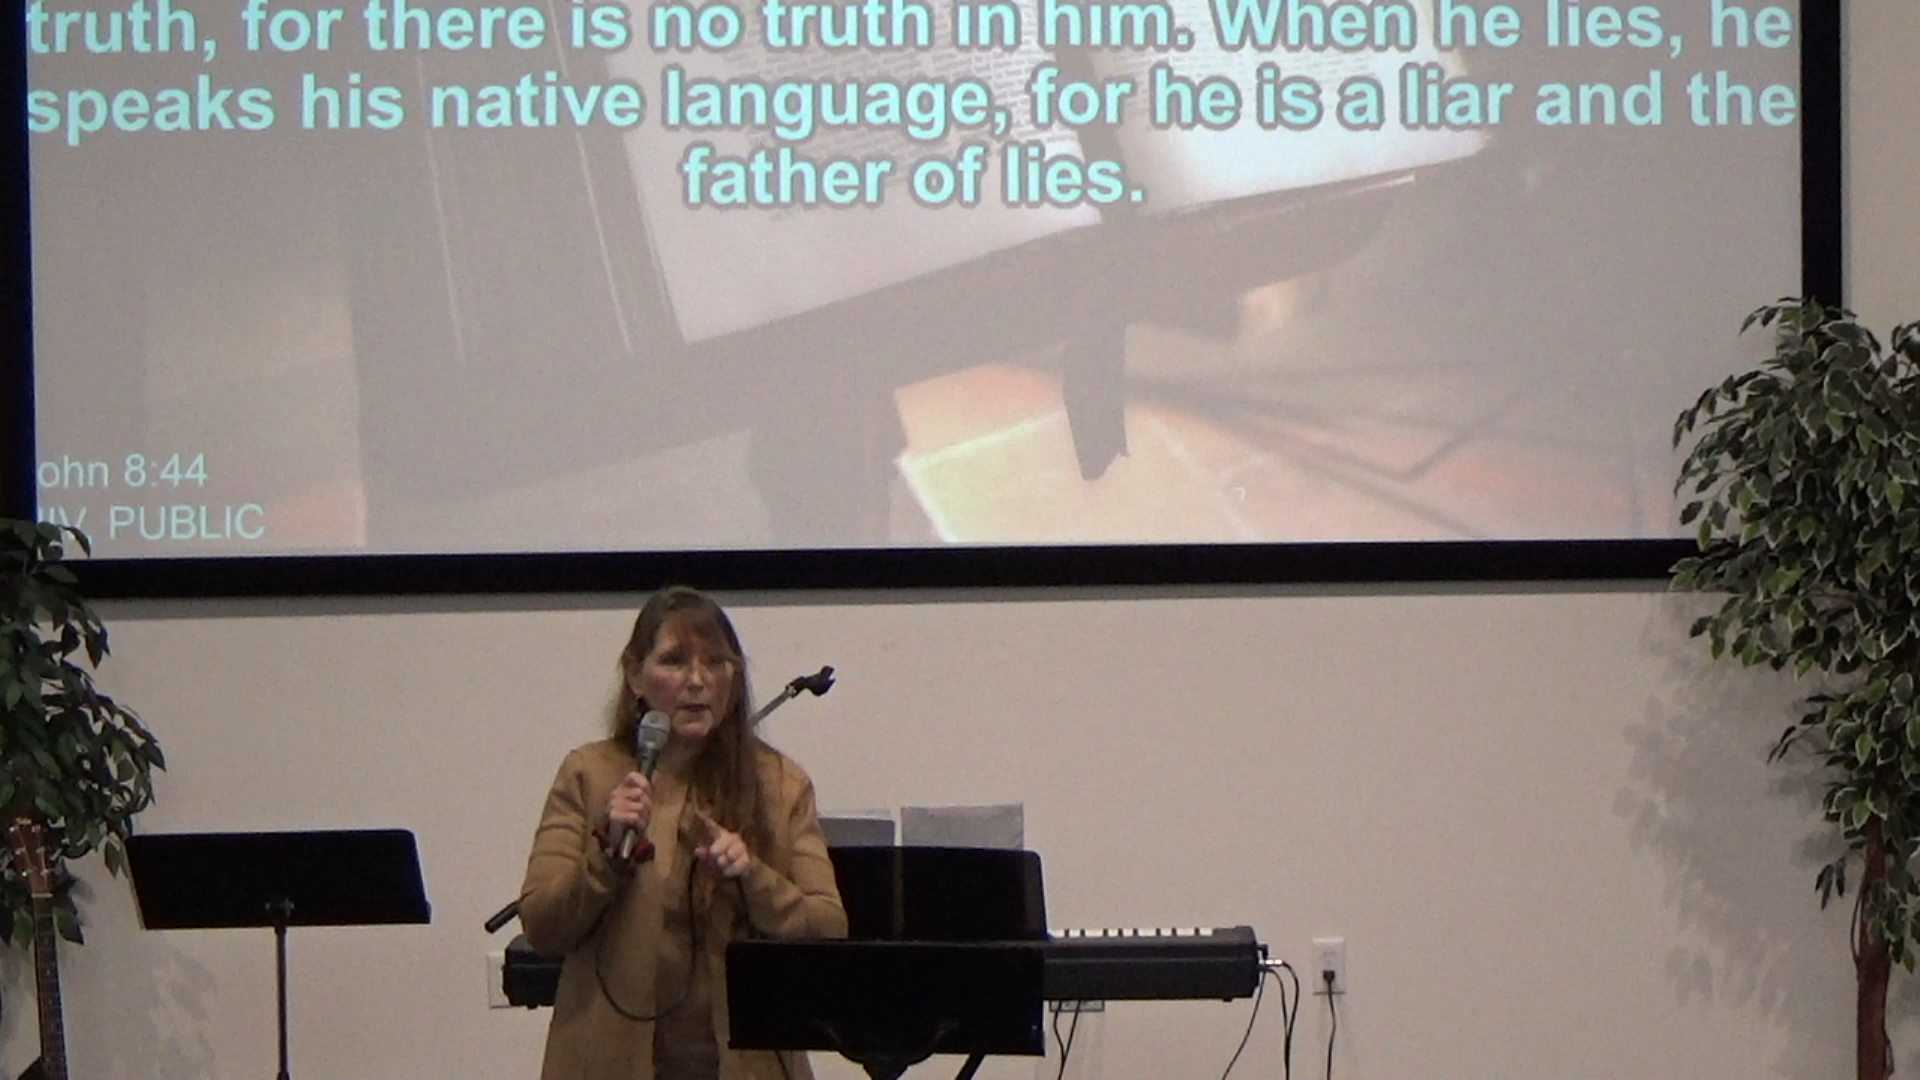 truth, for there is no truth in him. When he lies, he
speaks his native language, for he is a liar and the
father of lies.
ohn 8:44
IV, PUBLIC